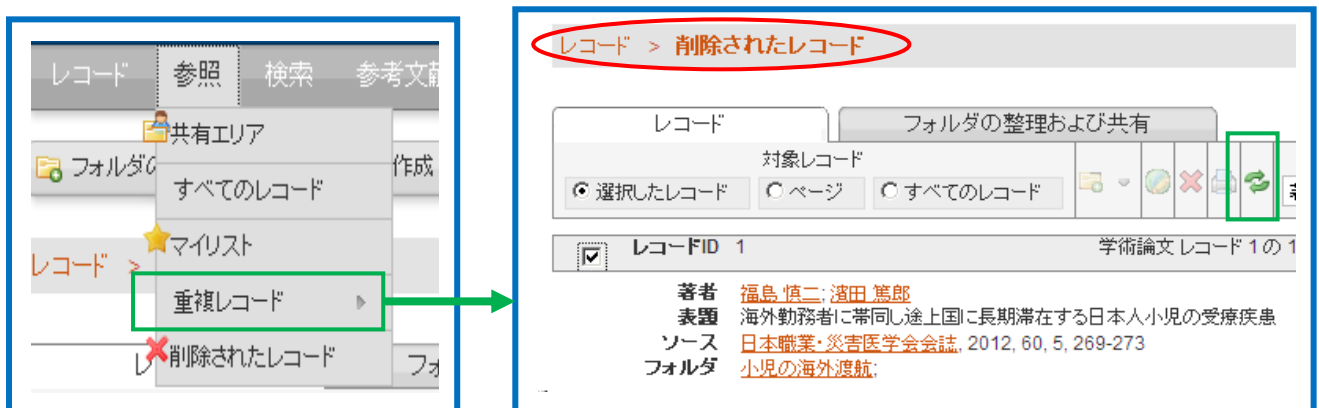 レコード 参照 検索 参考文献
共有エリア
フォルダの 作成
すべてのレコード
マイリスト
レコード >
重複レコード
削除されたレコード
レ フォ
レコード > 削除されたレコード
レコード フォルダの整理および共有
対象レコード
選択したレコード ページ すべてのレコード
レコードID 1 学術論文 レコード 1 の 1
著者 福島 慎二; 濱田 篤郎
表題 海外勤務者に帯同し途上国に長期滞在する日本人小児の受療疾患
ソース 日本職業・災害医学会会誌, 2012, 60, 5, 269-273
フォルダ 小児の海外渡航;